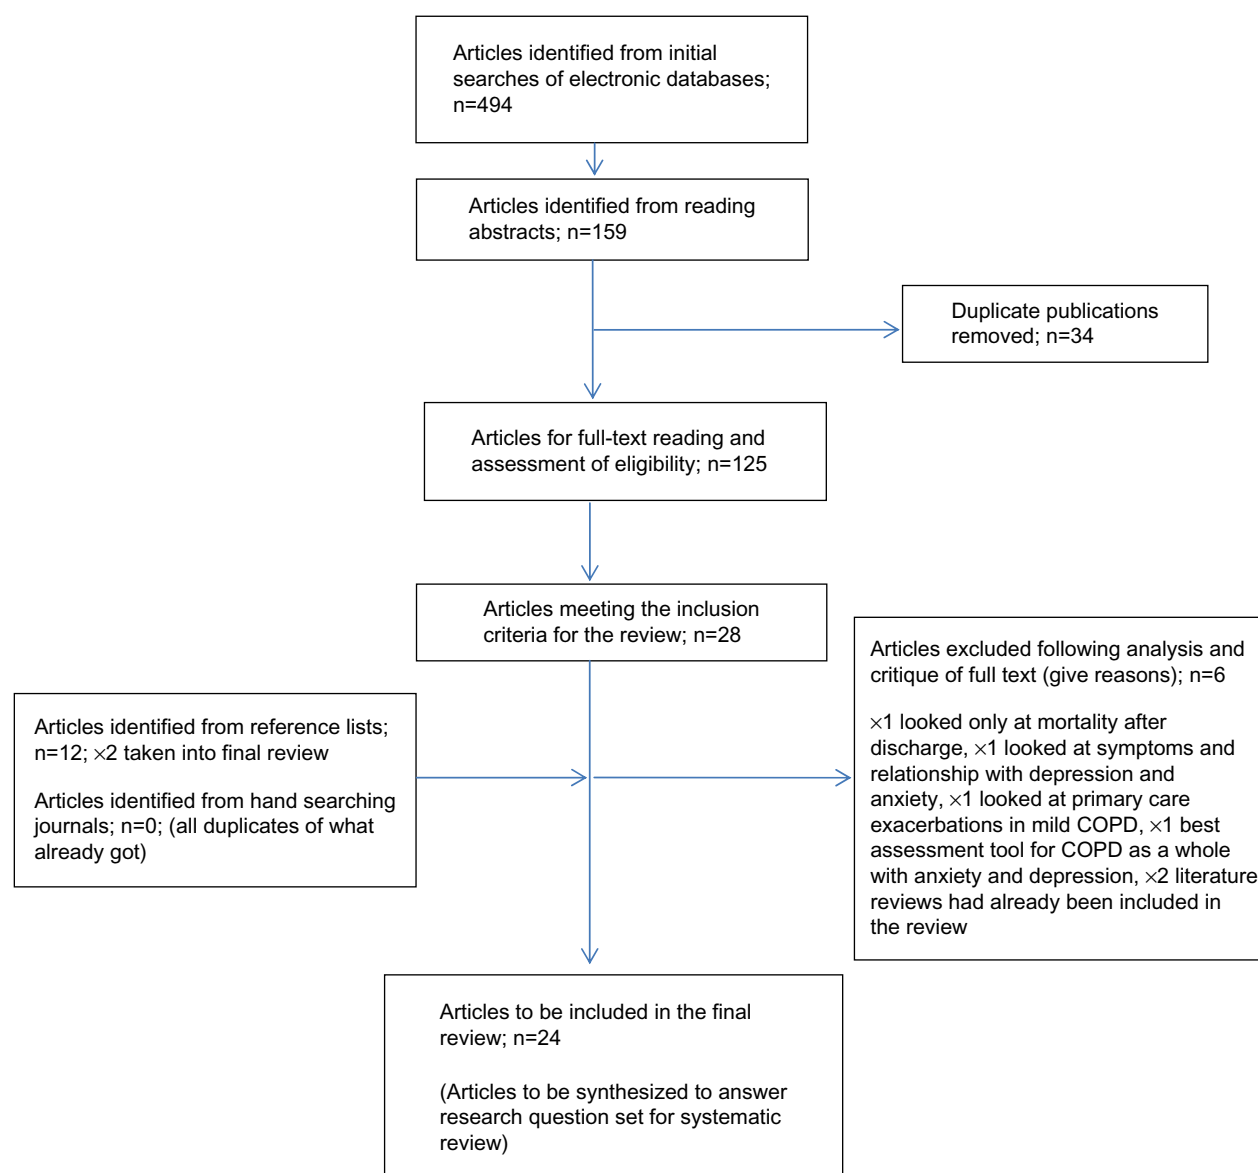 Articles identified from initial
searches of electronic databases;
n=494
Articles identified from reading
abstracts; n=159
Duplicate publications
removed; n=34
Articles for full-text reading and
assessment of eligibility; n=125
Articles meeting the inclusion
criteria for the review; n=28
Articles identified from reference lists;
n=12; ×2 taken into final review
Articles identified from hand searching
journals; n=0; (all duplicates of what
already got)
Articles excluded following analysis and
critique of full text (give reasons); n=6
×1 looked only at mortality after
discharge, ×1 looked at symptoms and
relationship with depression and
anxiety, ×1 looked at primary care
exacerbations in mild COPD, ×1 best
assessment tool for COPD as a whole
with anxiety and depression, ×2 literature
reviews had already been included in
the review
Articles to be included in the final
review; n=24
(Articles to be synthesized to answer
research question set for systematic
review)